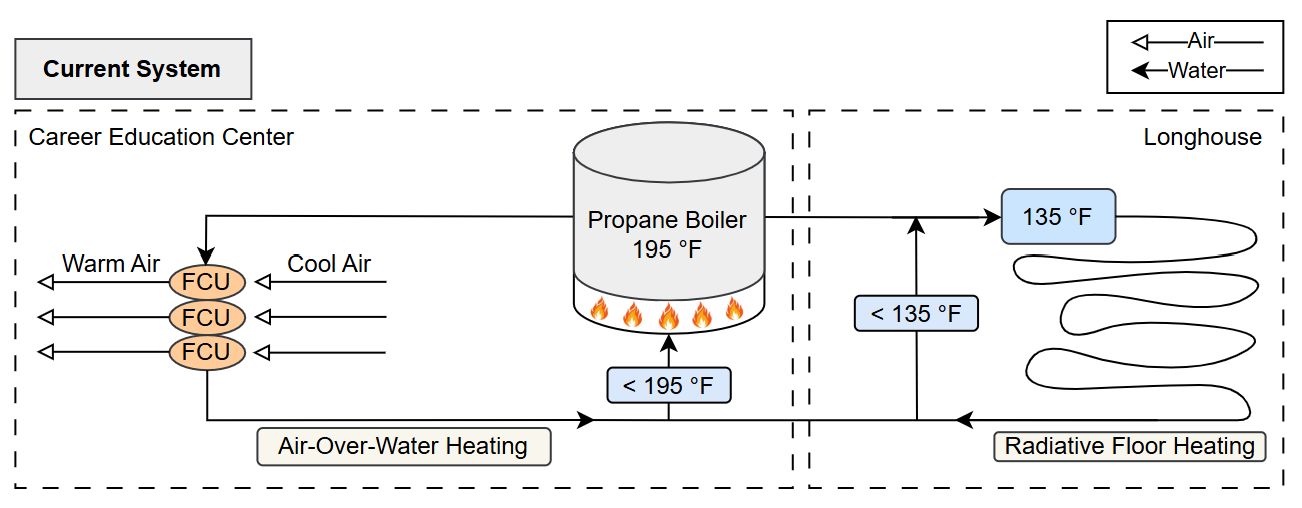 Current System
Air
Water
Career Education Center
Longhouse
Propane Boiler
195 °F
135 °F
Warm Air
Cool Air
FCU
FCU
FCU
< 135 °F
< 195 °F
Air-Over-Water Heating
Radiative Floor Heating